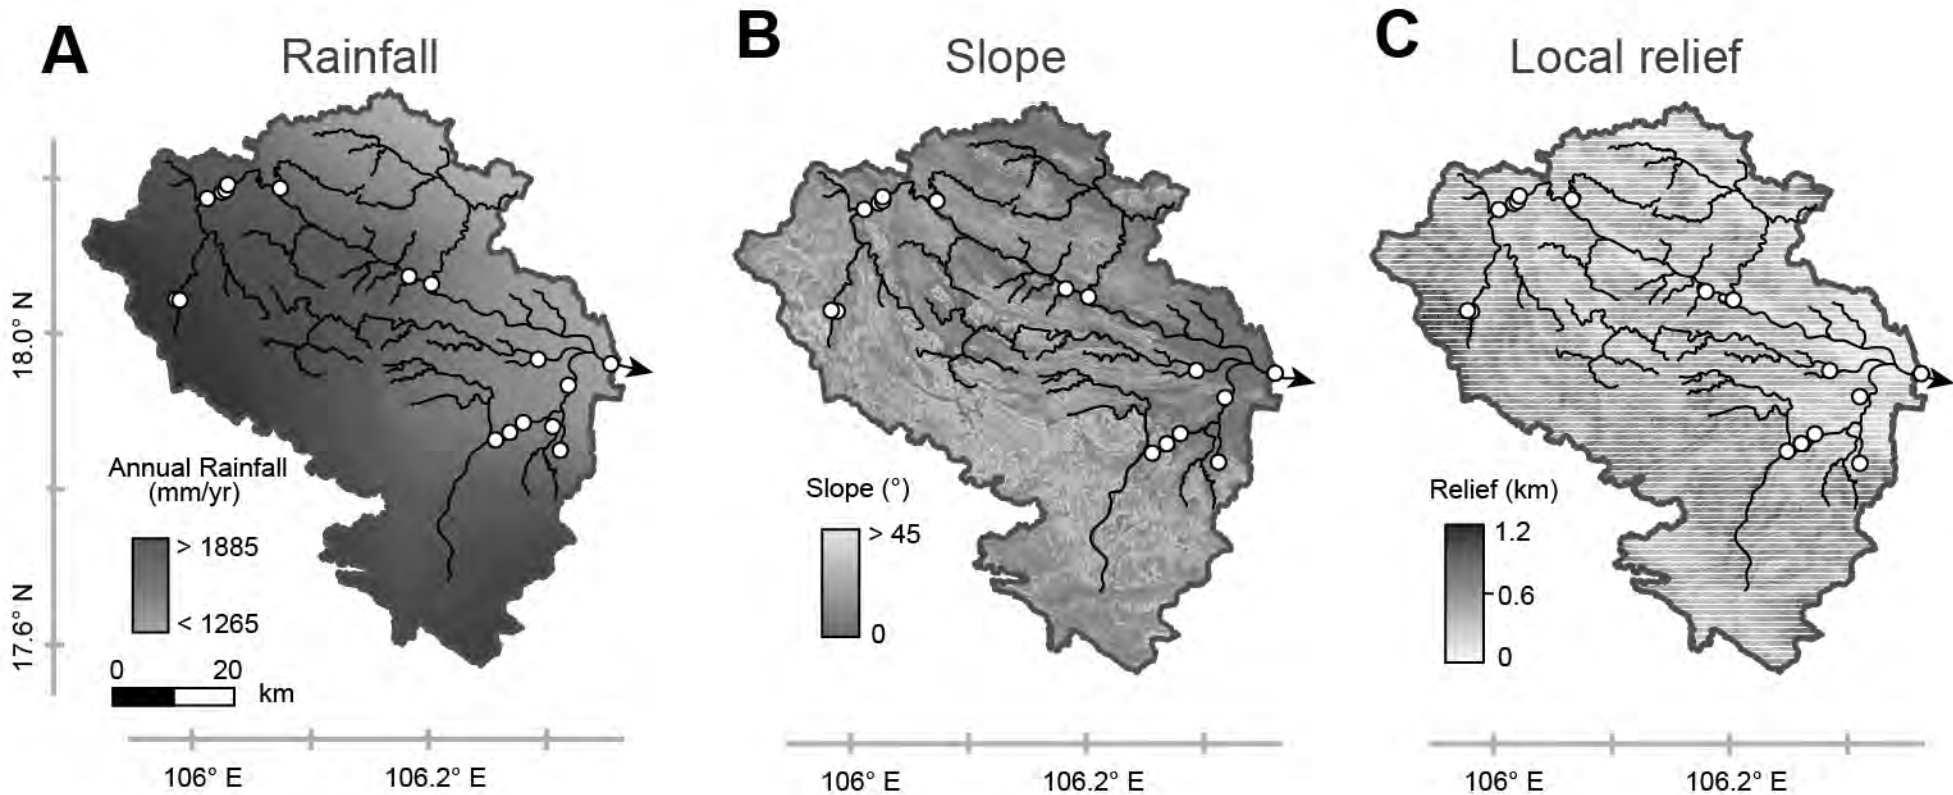 A
Rainfall
18.0° N
17.6° N
Annual Rainfall
(mm/yr)
> 1885
< 1265
0 20
km
106° E 106.2° E
B
Slope
Slope (°)
> 45
0
106° E 106.2° E
C
Local relief
Relief (km)
1.2
0.6
0
106° E 106.2° E